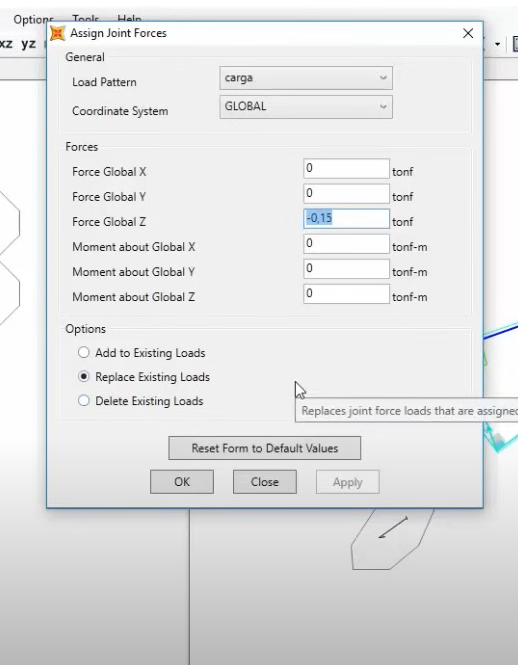 Options Tools Help
xz yz
Assign Joint Forces
General
Load Pattern carga
Coordinate System GLOBAL
Forces
Force Global X 0 tonf
Force Global Y 0 tonf
Force Global Z -0,15 tonf
Moment about Global X 0 tonf-m
Moment about Global Y 0 tonf-m
Moment about Global Z 0 tonf-m
Options
Add to Existing Loads
Replace Existing Loads
Delete Existing Loads
Replaces joint force loads that are assigned
Reset Form to Default Values
OK Close Apply